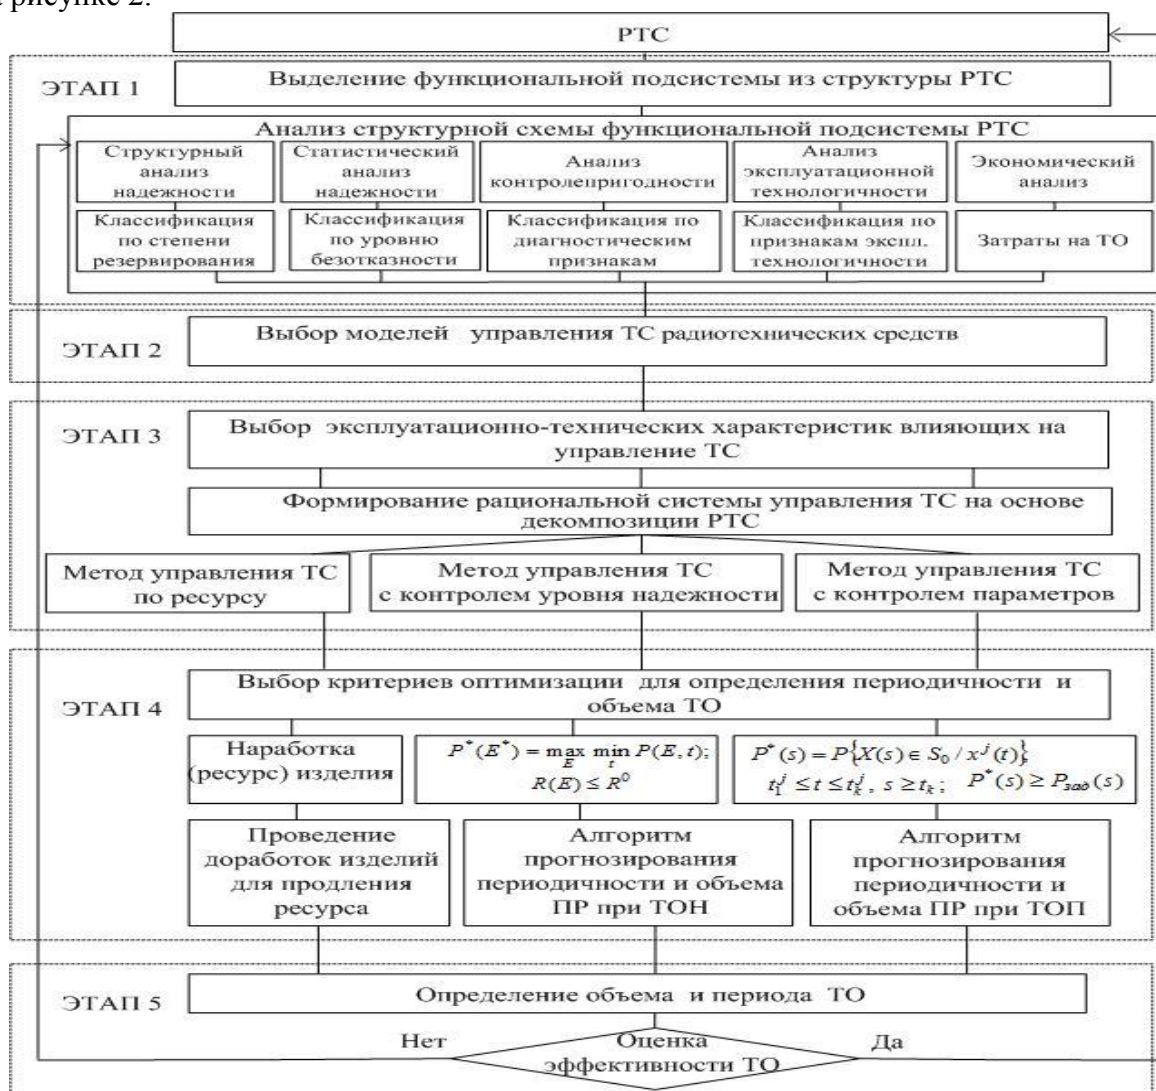 рисунке 2.
РТС
ЭТАП 1
Выделение функциональной подсистемы из структуры РТС
Анализ структурной схемы функциональной подсистемы РТС
Структурный
анализ
надежности
Статистический
анализ
надежности
Анализ
контролепригодности
Анализ
эксплуатационной
технологичности
Экономический
анализ
Классификация
по степени
резервирования
Классификация
по уровню
безотказности
Классификация по
диагностическим
признакам
Классификация по
признакам экспл.
технологичности
Затраты на ТО
ЭТАП 2
Выбор моделей управления ТС радиотехнических средств
ЭТАП 3
Выбор эксплуатационно-технических характеристик влияющих на
управление ТС
Формирование рациональной системы управления ТС на основе
декомпозиции РТС
Метод управления ТС
по ресурсу
Метод управления ТС
с контролем уровня надежности
Метод управления ТС
с контролем параметров
ЭТАП 4
Выбор критериев оптимизации для определения периодичности и
объема ТО
Наработка
(ресурс) изделия
P*(E*) = max min P(E, t);
E t
R(E) ≤ R⁰
P*(s) = P{X(s) ∈ S₀ / x^j(t)};
t₁^j ≤ t ≤ t_k^j, s ≥ t_k; P*(s) ≥ P_зад(s)
Проведение
доработок изделий
для продления
ресурса
Алгоритм
прогнозирования
периодичности и объема
ПР при ТОН
Алгоритм
прогнозирования
периодичности и
объема ПР при ТОП
ЭТАП 5
Определение объема и периода ТО
Нет
Оценка
эффективности ТО
Да